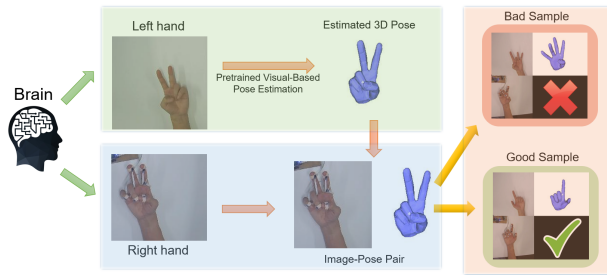 Left hand
Estimated 3D Pose
Bad Sample
Pretrained Visual-Based
Pose Estimation
Brain
Good Sample
Right hand
Image-Pose Pair